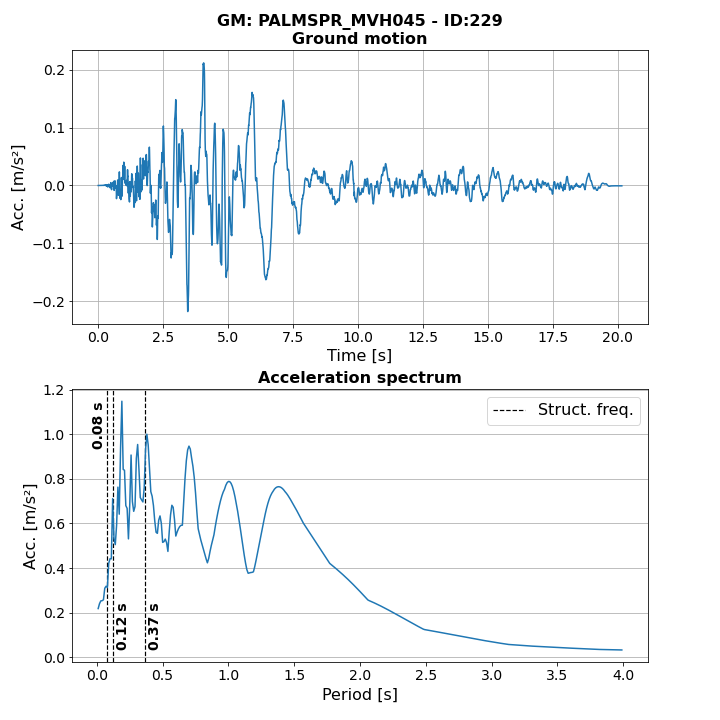 GM: PALMSPR_MVH045 - ID:229
Ground motion
Acc. [m/s²]
0.2
0.1
0.0
−0.1
−0.2
0.0 2.5 5.0 7.5 10.0 12.5 15.0 17.5 20.0
Time [s]
Acceleration spectrum
Acc. [m/s²]
1.2
1.0
0.8
0.6
0.4
0.2
0.0
0.08 s
0.12 s
0.37 s
Struct. freq.
0.0 0.5 1.0 1.5 2.0 2.5 3.0 3.5 4.0
Period [s]